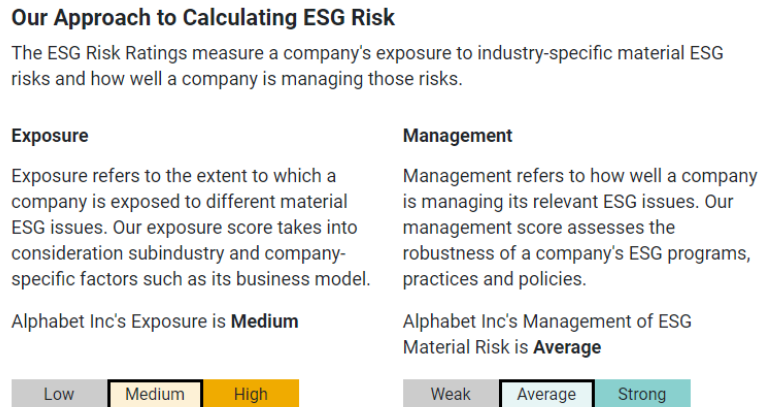 Our Approach to Calculating ESG Risk
The ESG Risk Ratings measure a company's exposure to industry-specific material ESG
risks and how well a company is managing those risks.
Exposure
Exposure refers to the extent to which a
company is exposed to different material
ESG issues. Our exposure score takes into
consideration subindustry and company-
specific factors such as its business model.
Alphabet Inc's Exposure is Medium
Low Medium High
Management
Management refers to how well a company
is managing its relevant ESG issues. Our
management score assesses the
robustness of a company's ESG programs,
practices and policies.
Alphabet Inc's Management of ESG
Material Risk is Average
Weak Average Strong